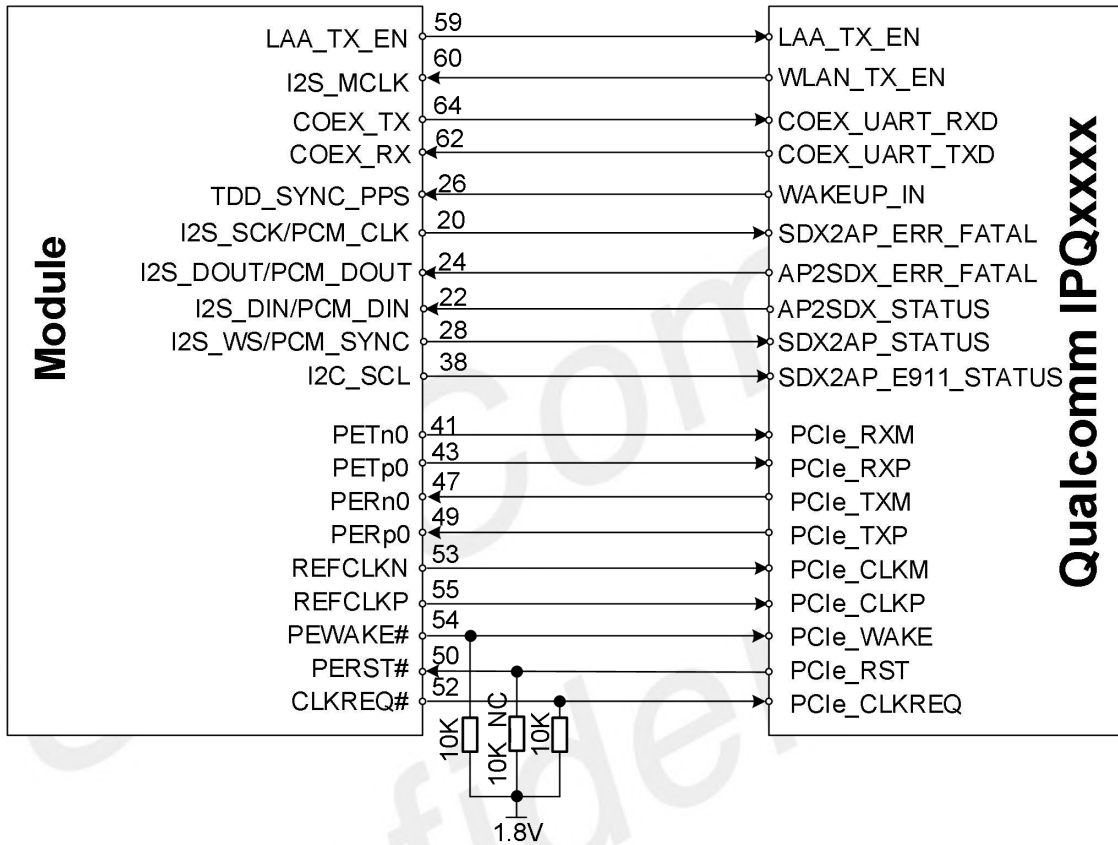 Module
Qualcomm IPQxxxx
LAA_TX_EN 59 LAA_TX_EN
I2S_MCLK 60 WLAN_TX_EN
COEX_TX 64 COEX_UART_RXD
COEX_RX 62 COEX_UART_TXD
TDD_SYNC_PPS 26 WAKEUP_IN
I2S_SCK/PCM_CLK 20 SDX2AP_ERR_FATAL
I2S_DOUT/PCM_DOUT 24 AP2SDX_ERR_FATAL
I2S_DIN/PCM_DIN 22 AP2SDX_STATUS
I2S_WS/PCM_SYNC 28 SDX2AP_STATUS
I2C_SCL 38 SDX2AP_E911_STATUS
PETn0 41 PCIe_RXM
PETp0 43 PCIe_RXP
PERn0 47 PCIe_TXM
PERp0 49 PCIe_TXP
REFCLKN 53 PCIe_CLKM
REFCLKP 55 PCIe_CLKP
PEWAKE# 54 PCIe_WAKE
PERST# 50 PCIe_RST
CLKREQ# 52 PCIe_CLKREQ
10K 10K_NC 10K
1.8V